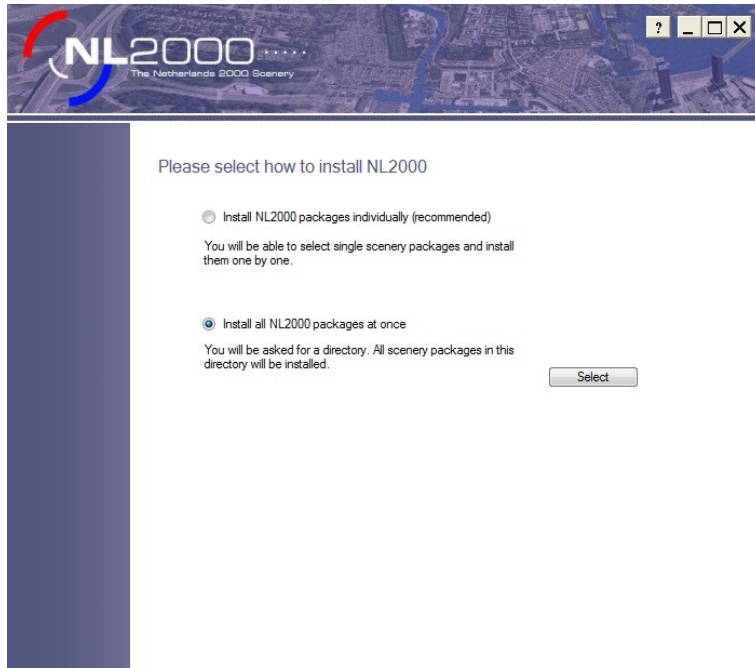 NL2000
The Netherlands 2000 Scenery
?
Please select how to install NL2000
Install NL2000 packages individually (recommended)
You will be able to select single scenery packages and install
them one by one.
Install all NL2000 packages at once
You will be asked for a directory. All scenery packages in this
directory will be installed.
Select